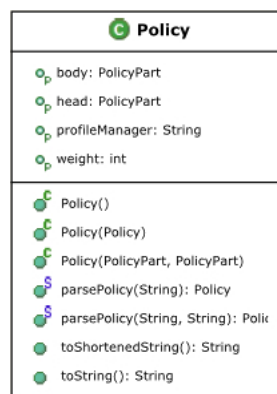 C Policy
P body: PolicyPart
P head: PolicyPart
P profileManager: String
P weight: int
C Policy()
C Policy(Policy)
C Policy(PolicyPart, PolicyPart)
S parsePolicy(String): Policy
S parsePolicy(String, String): Polic
toShortenedString(): String
toString(): String